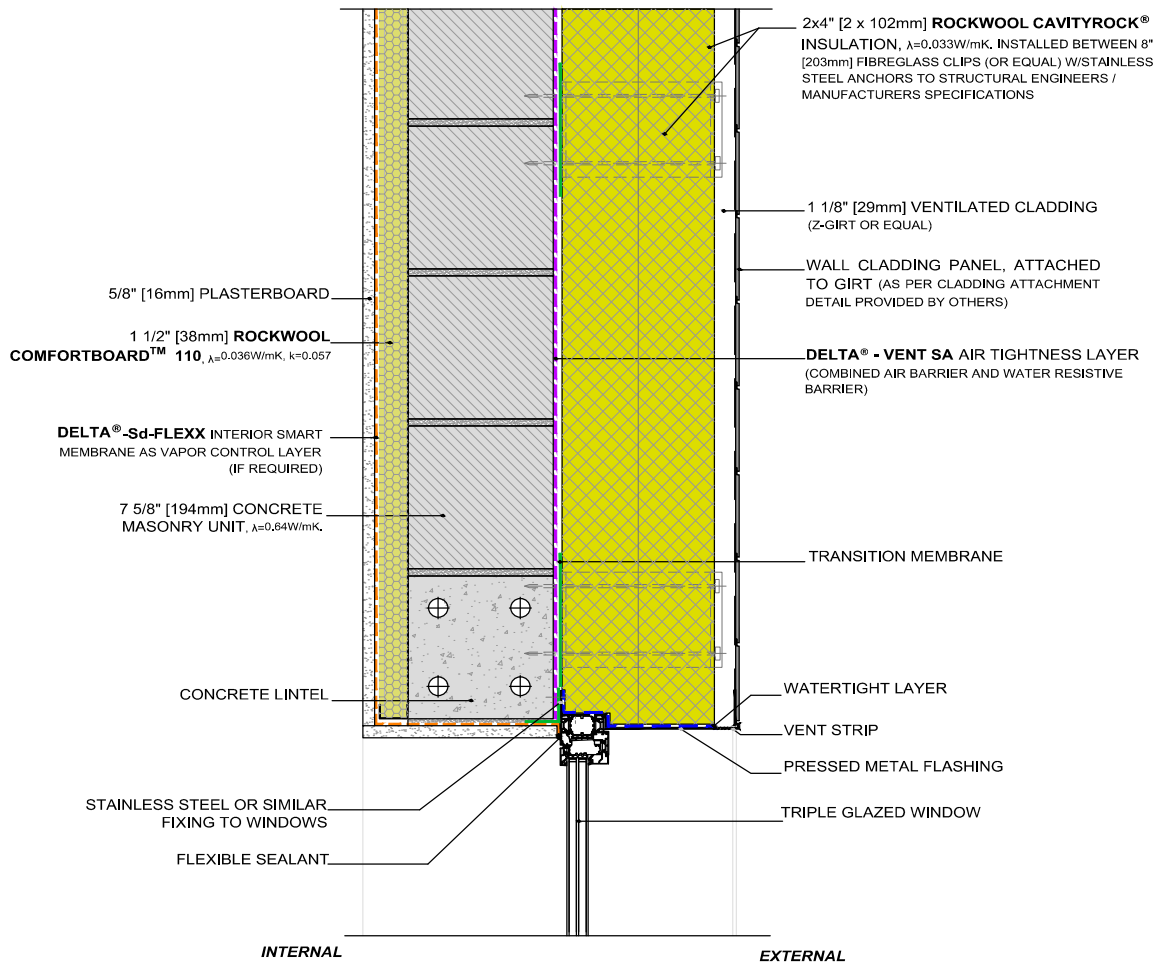 2x4" [2 x 102mm] ROCKWOOL CAVITYROCK®
INSULATION, λ=0.033W/mK. INSTALLED BETWEEN 8"
[203mm] FIBREGLASS CLIPS (OR EQUAL) W/STAINLESS
STEEL ANCHORS TO STRUCTURAL ENGINEERS /
MANUFACTURERS SPECIFICATIONS
1 1/8" [29mm] VENTILATED CLADDING
(Z-GIRT OR EQUAL)
WALL CLADDING PANEL, ATTACHED
TO GIRT (AS PER CLADDING ATTACHMENT
DETAIL PROVIDED BY OTHERS)
5/8" [16mm] PLASTERBOARD
1 1/2" [38mm] ROCKWOOL
COMFORTBOARD™ 110, λ=0.036W/mK, k=0.057
DELTA® - VENT SA AIR TIGHTNESS LAYER
(COMBINED AIR BARRIER AND WATER RESISTIVE
BARRIER)
DELTA®-Sd-FLEXX INTERIOR SMART
MEMBRANE AS VAPOR CONTROL LAYER
(IF REQUIRED)
7 5/8" [194mm] CONCRETE
MASONRY UNIT, λ=0.64W/mK.
TRANSITION MEMBRANE
CONCRETE LINTEL
WATERTIGHT LAYER
VENT STRIP
PRESSED METAL FLASHING
STAINLESS STEEL OR SIMILAR
FIXING TO WINDOWS
TRIPLE GLAZED WINDOW
FLEXIBLE SEALANT
INTERNAL
EXTERNAL